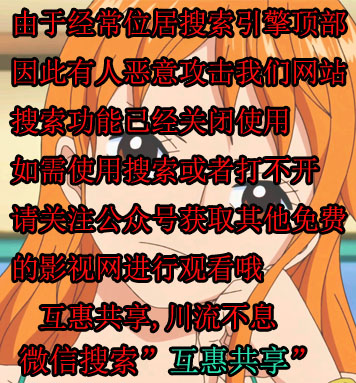 由于经常位居搜索引擎顶部
因此有人恶意攻击我们网站
搜索功能已经关闭使用
如需使用搜索或者打不开
请关注公众号获取其他免费
的影视网进行观看哦
互惠共享,川流不息
微信搜索”互惠共享”